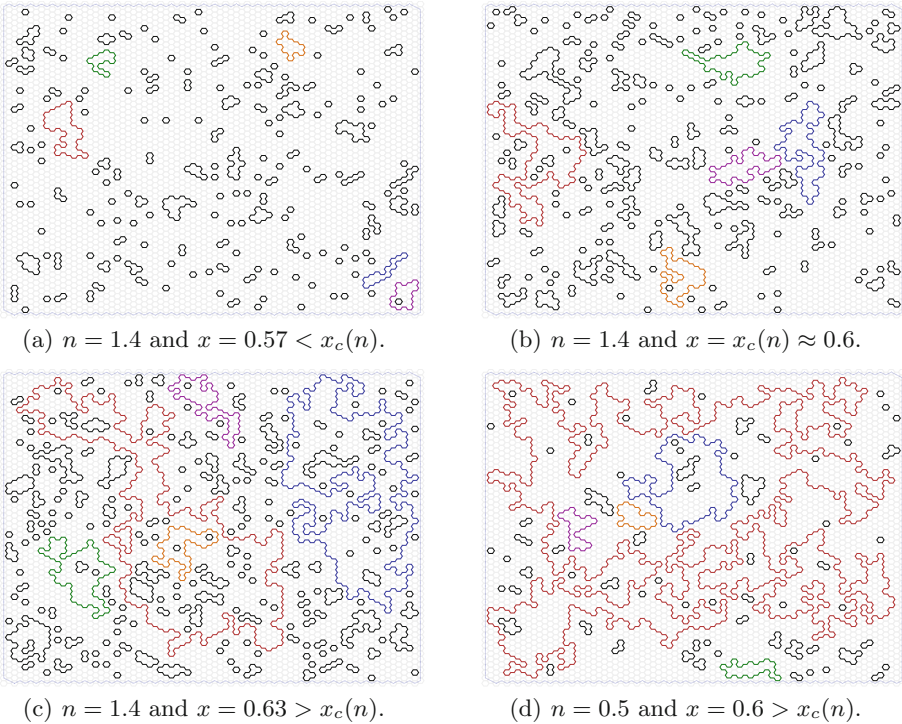 (a) n = 1.4 and x = 0.57 < x_c(n).
(b) n = 1.4 and x = x_c(n) ≈ 0.6.
(c) n = 1.4 and x = 0.63 > x_c(n).
(d) n = 0.5 and x = 0.6 > x_c(n).